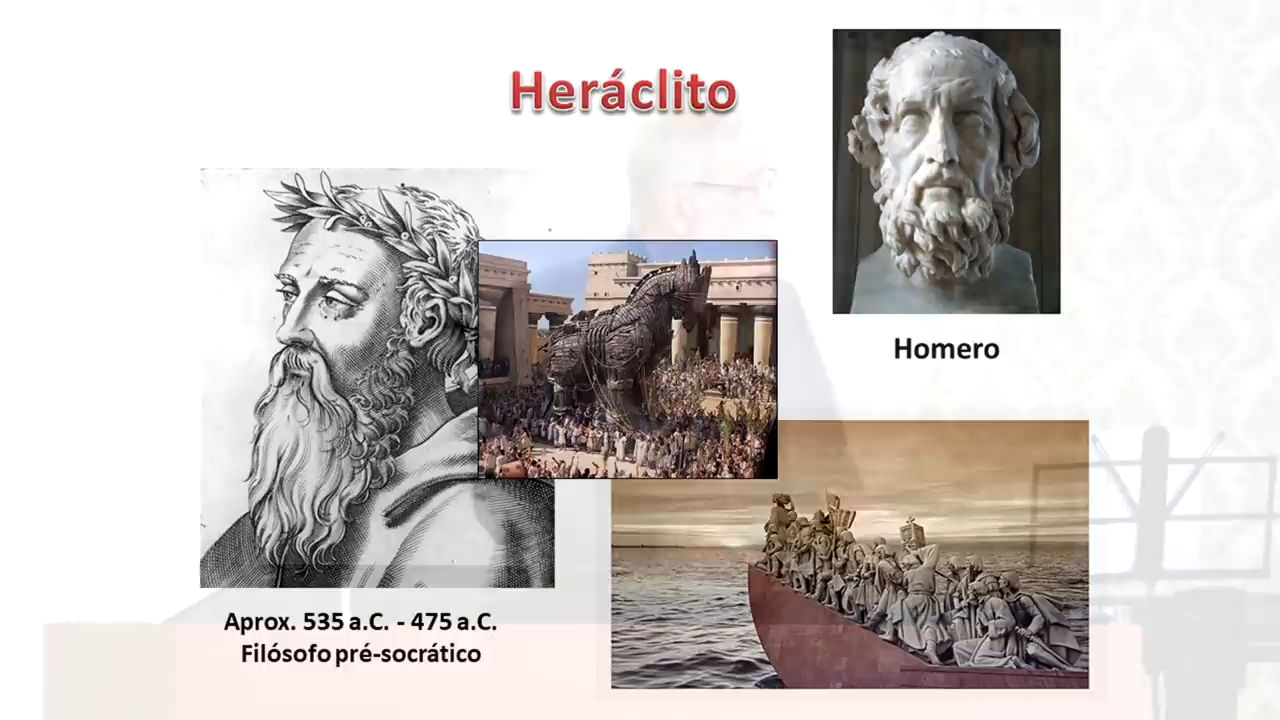 Heráclito
Homero
Aprox. 535 a.C. - 475 a.C.
Filósofo pré-socrático